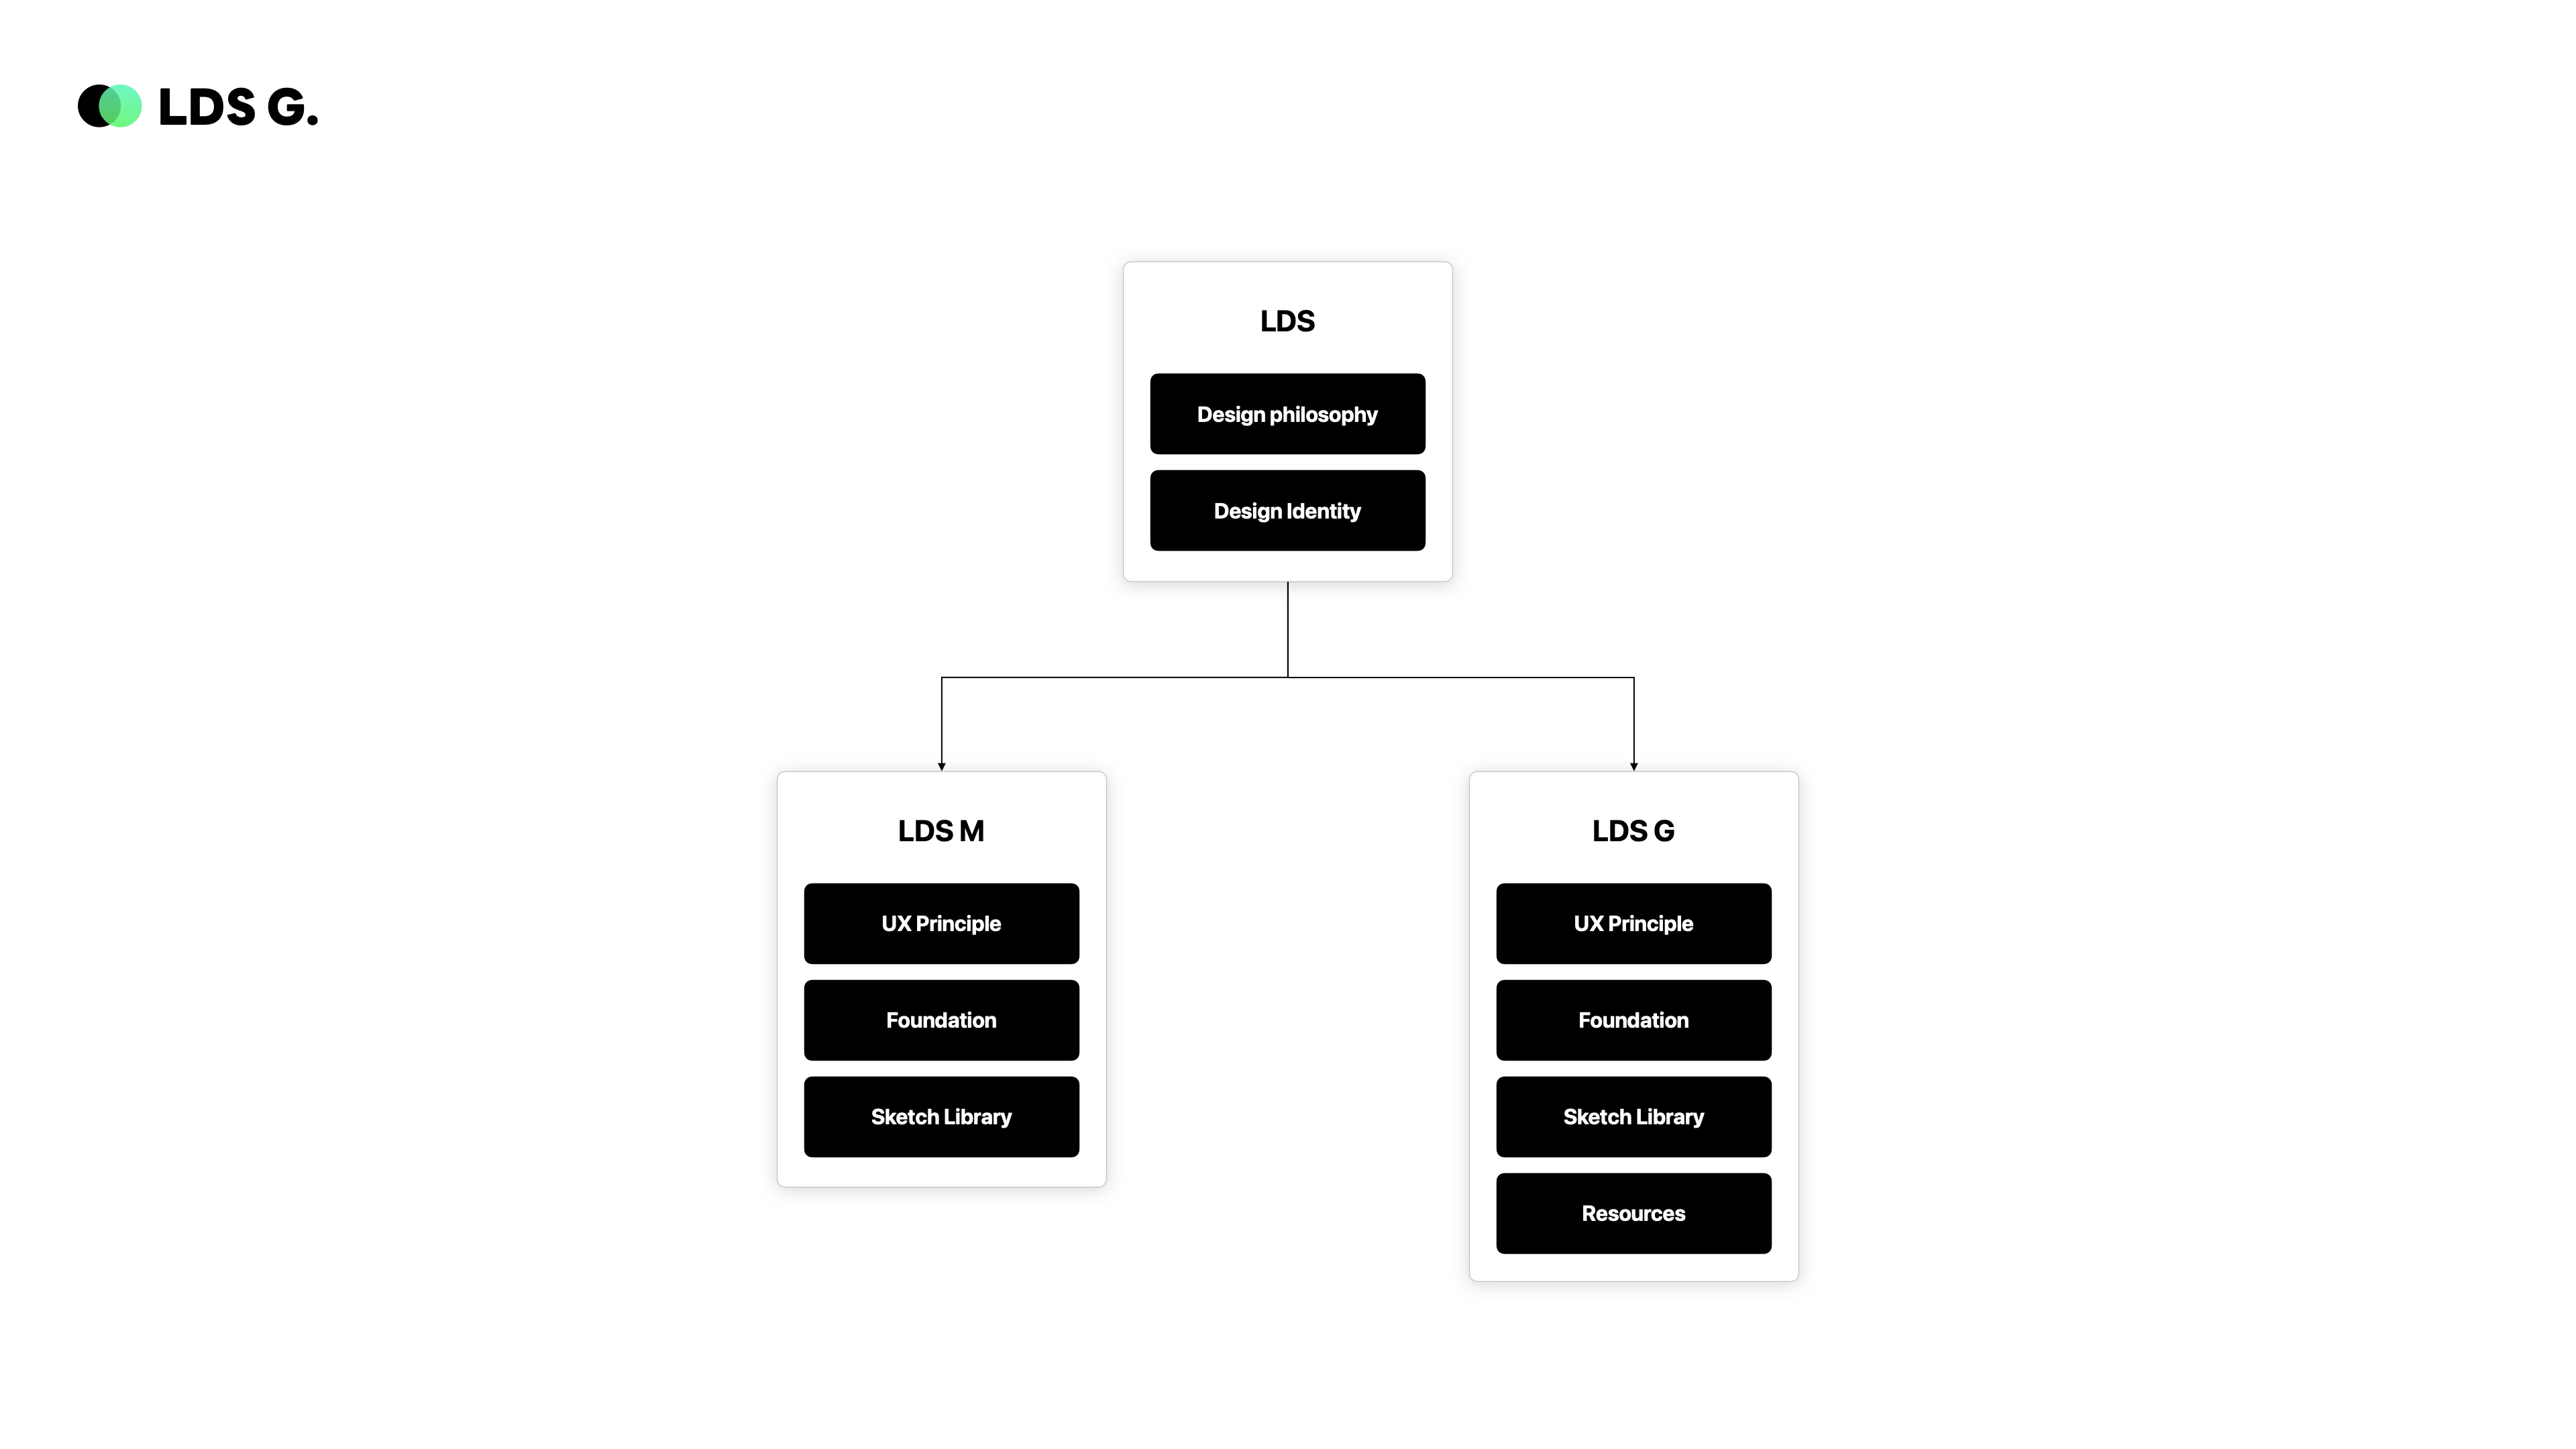 LDS G.
LDS
Design philosophy
Design Identity
LDS M
UX Principle
Foundation
Sketch Library
LDS G
UX Principle
Foundation
Sketch Library
Resources